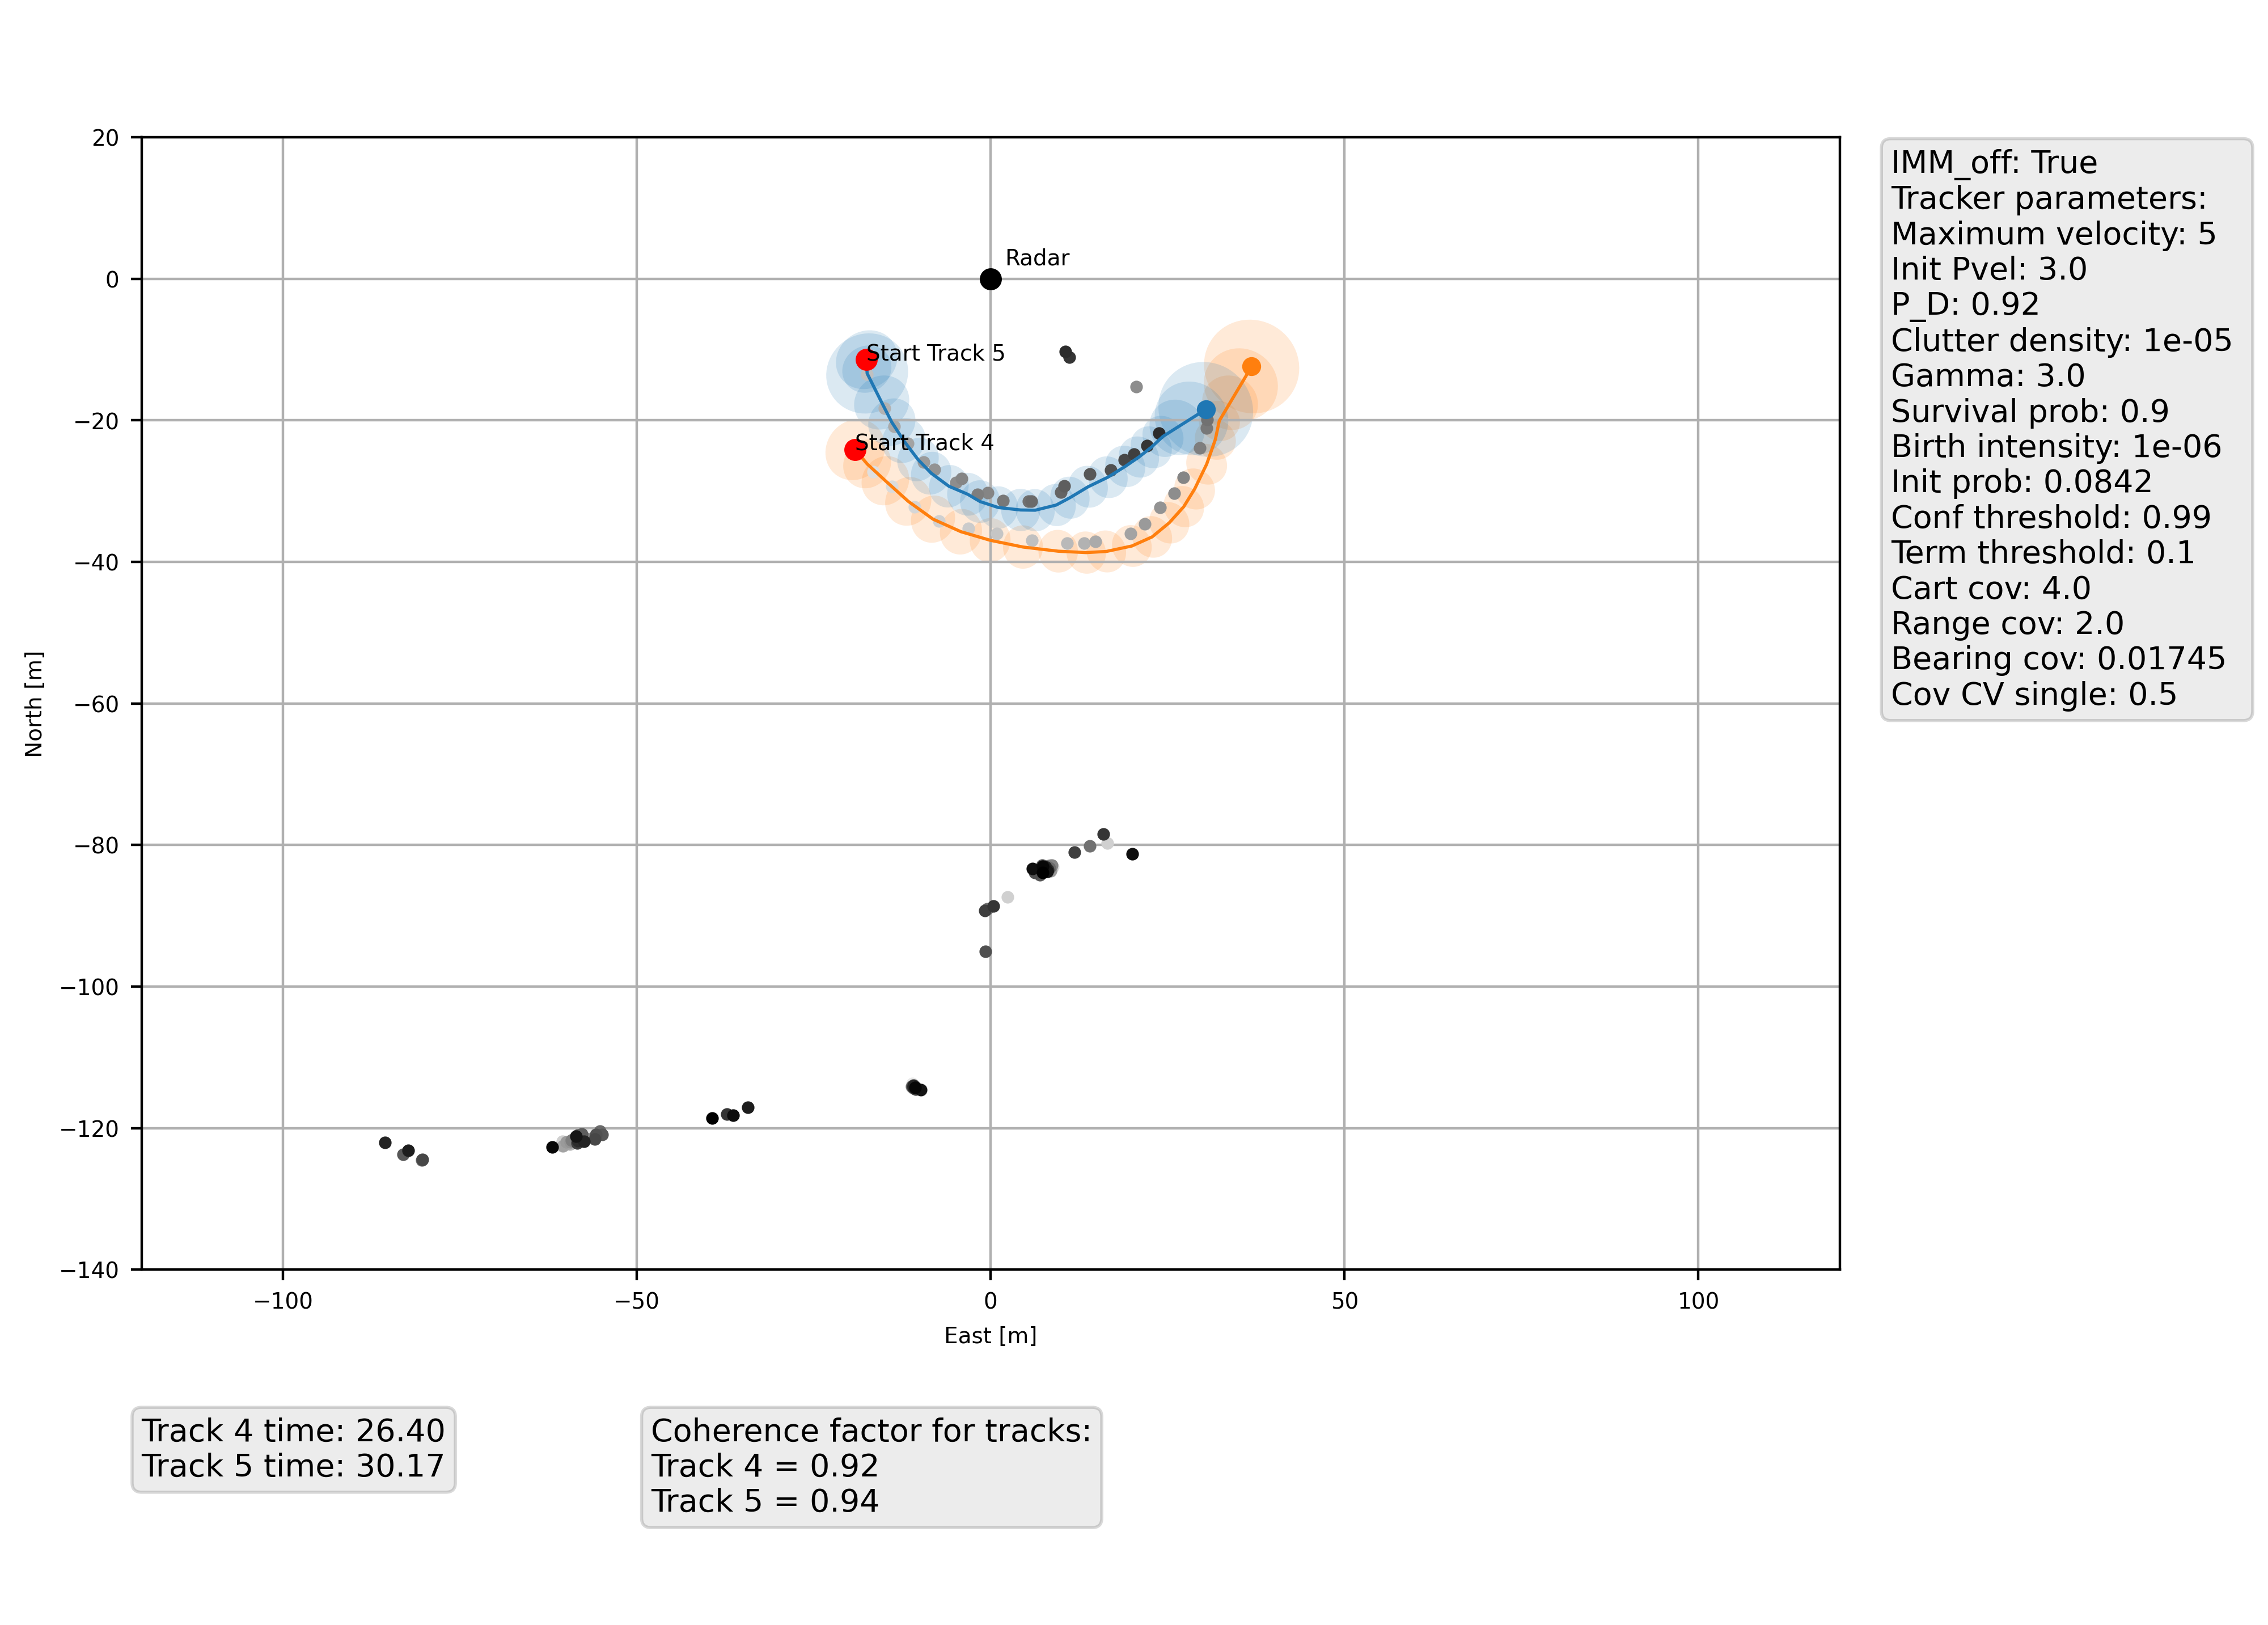 20
0
−20
−40
−60
−80
−100
−120
−140
North [m]
Radar
Start Track 5
Start Track 4
−100
−50
0
50
100
East [m]
IMM_off: True
Tracker parameters:
Maximum velocity: 5
Init Pvel: 3.0
P_D: 0.92
Clutter density: 1e-05
Gamma: 3.0
Survival prob: 0.9
Birth intensity: 1e-06
Init prob: 0.0842
Conf threshold: 0.99
Term threshold: 0.1
Cart cov: 4.0
Range cov: 2.0
Bearing cov: 0.01745
Cov CV single: 0.5
Track 4 time: 26.40
Track 5 time: 30.17
Coherence factor for tracks:
Track 4 = 0.92
Track 5 = 0.94